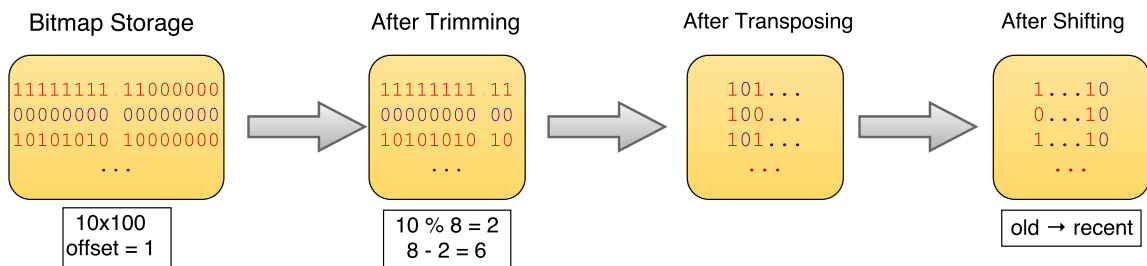 Bitmap Storage
11111111 11000000
00000000 00000000
10101010 10000000
...
10x100
offset = 1
After Trimming
11111111 11
00000000 00
10101010 10
...
10 % 8 = 2
8 - 2 = 6
After Transposing
101...
100...
101...
...
After Shifting
1...10
0...10
1...10
...
old → recent